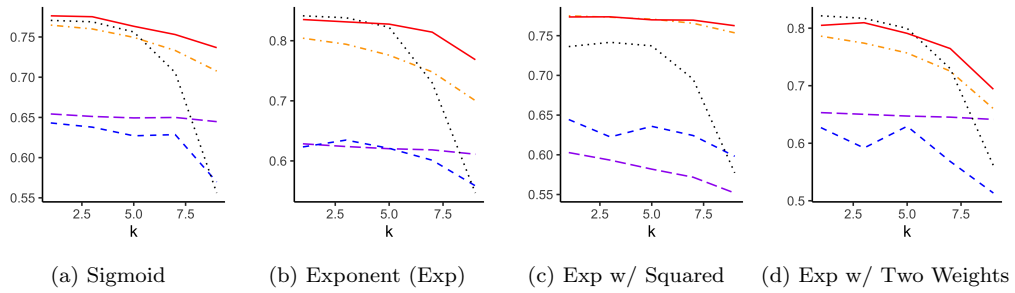 0.75
0.70
0.65
0.60
0.55
2.5 5.0 7.5
k
(a) Sigmoid
0.8
0.6
2.5 5.0 7.5
k
(b) Exponent (Exp)
0.75
0.70
0.65
0.60
0.55
2.5 5.0 7.5
k
(c) Exp w/ Squared
0.8
0.7
0.6
0.5
2.5 5.0 7.5
k
(d) Exp w/ Two Weights